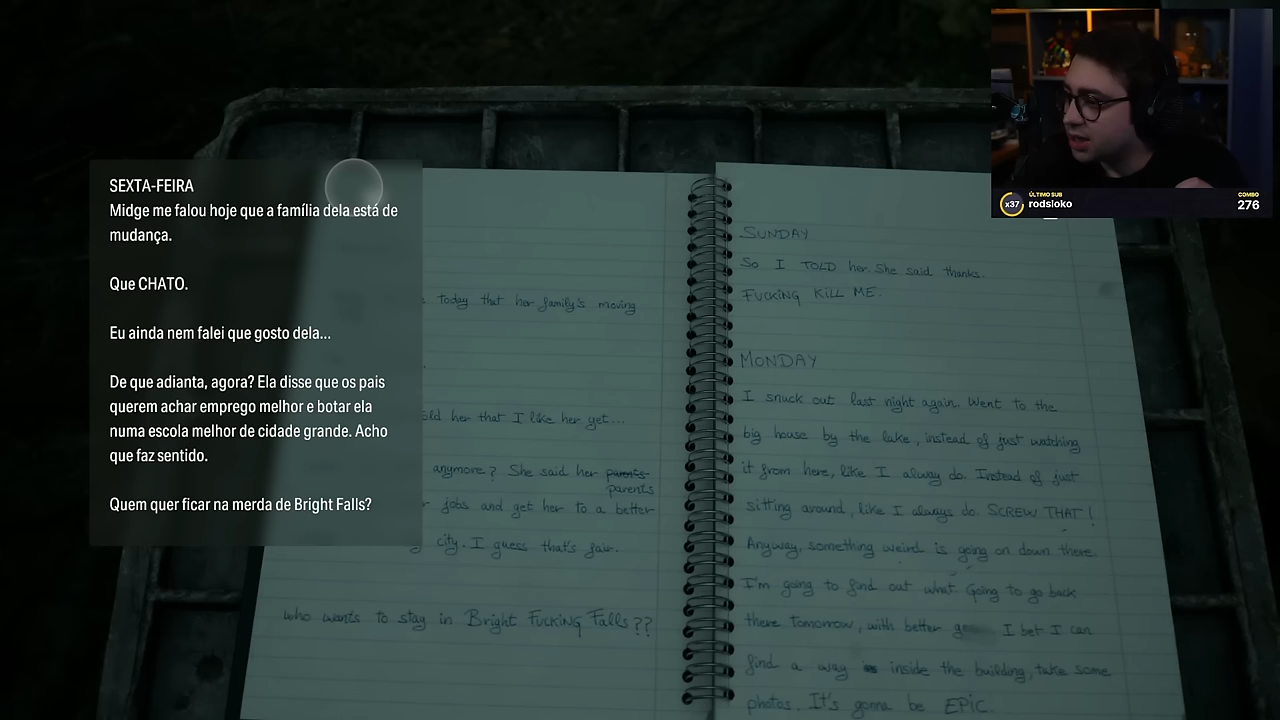 SEXTA-FEIRA
Midge me falou hoje que a família dela está de
mudança.
Que CHATO.
Eu ainda nem falei que gosto dela...
De que adianta, agora? Ela disse que os pais
querem achar emprego melhor e botar ela
numa escola melhor de cidade grande. Acho
que faz sentido.
Quem quer ficar na merda de Bright Falls?
today that her family's moving
told her that I like her yet...
anymore? She said her parents
parents
jobs and get her to a better
city. I guess that's fair.
who wants to stay in Bright FUCKING Falls??
SUNDAY
So I TOLD her. She said thanks.
FUCKING KILL ME.
MONDAY
I snuck out last night again. Went to the
big house by the lake, instead of just watching
it from here, like I alway do. Instead of just
sitting around, like I always do. SCREW THAT!
Anyway, something weird is going on down there.
I'm going to find out what. Going to go back
there tomorrow, with better I bet I can
find a way inside the building, take some
photos. It's gonna be EPIC.
x37
ÚLTIMO SUB
rodsloko
COMBO
276